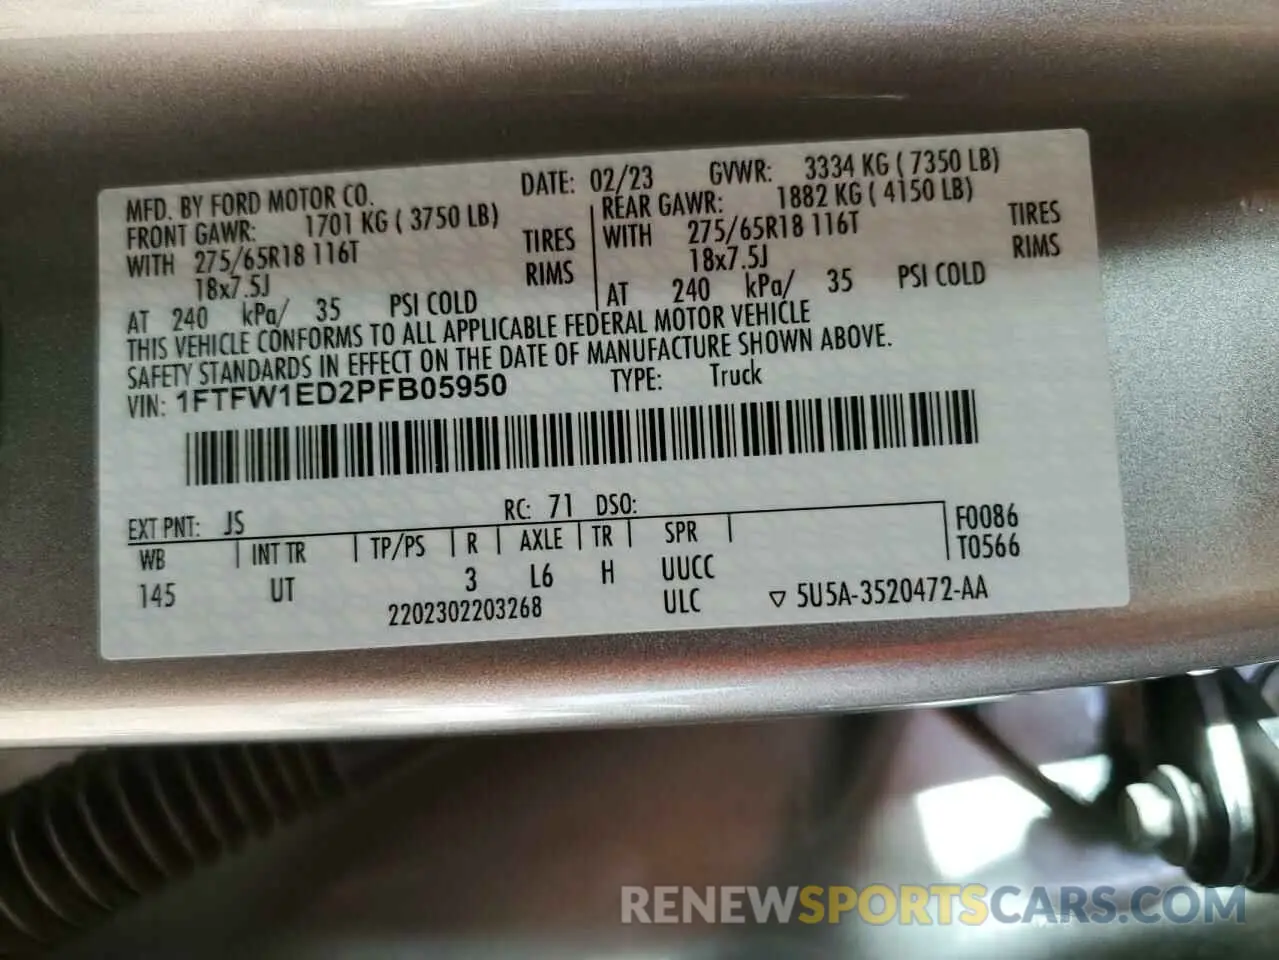 MFD. BY FORD MOTOR CO. DATE: 02/23 GVWR: 3334 KG ( 7350 LB)
FRONT GAWR: 1701 KG ( 3750 LB) REAR GAWR: 1882 KG ( 4150 LB)
WITH 275/65R18 116T TIRES WITH 275/65R18 116T TIRES
18x7.5J RIMS 18x7.5J RIMS
AT 240 kPa/ 35 PSI COLD AT 240 kPa/ 35 PSI COLD
THIS VEHICLE CONFORMS TO ALL APPLICABLE FEDERAL MOTOR VEHICLE
SAFETY STANDARDS IN EFFECT ON THE DATE OF MANUFACTURE SHOWN ABOVE.
VIN: 1FTFW1ED2PFB05950 TYPE: Truck
EXT PNT: JS RC: 71 DSO:
WB INT TR TP/PS R AXLE TR SPR F0086
T0566
145 UT 3 L6 H UUCC
2202302203268 ULC ▽ 5U5A-3520472-AA
RENEWSPORTSCARS.COM